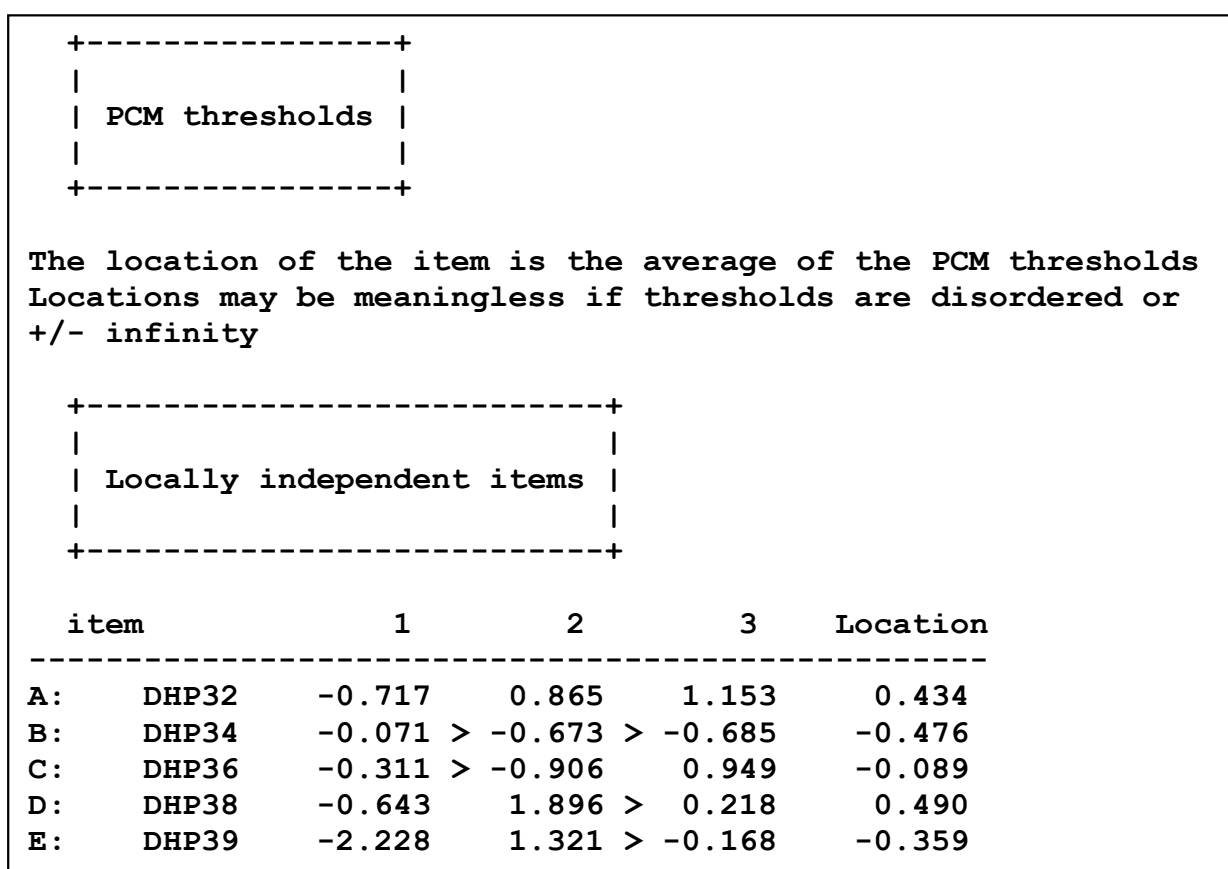 +----------------+
|                |
| PCM thresholds |
|                |
+----------------+
The location of the item is the average of the PCM thresholds
Locations may be meaningless if thresholds are disordered or
+/- infinity
+---------------------------+
|                           |
| Locally independent items |
|                           |
+---------------------------+
item 1 2 3 Location
--------------------------------------------------
A: DHP32 -0.717 0.865 1.153 0.434
B: DHP34 -0.071 > -0.673 > -0.685 -0.476
C: DHP36 -0.311 > -0.906 0.949 -0.089
D: DHP38 -0.643 1.896 > 0.218 0.490
E: DHP39 -2.228 1.321 > -0.168 -0.359